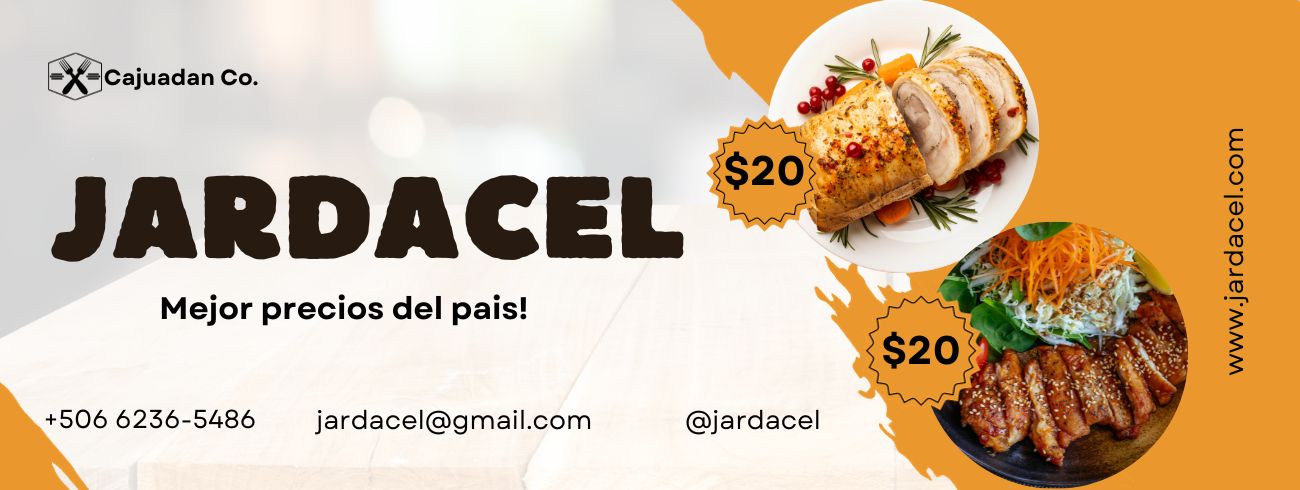 Cajuadan Co.
JARDACEL
Mejor precios del pais!
+506 6236-5486
jardacel@gmail.com
@jardacel
$20
$20
www.jardacel.com